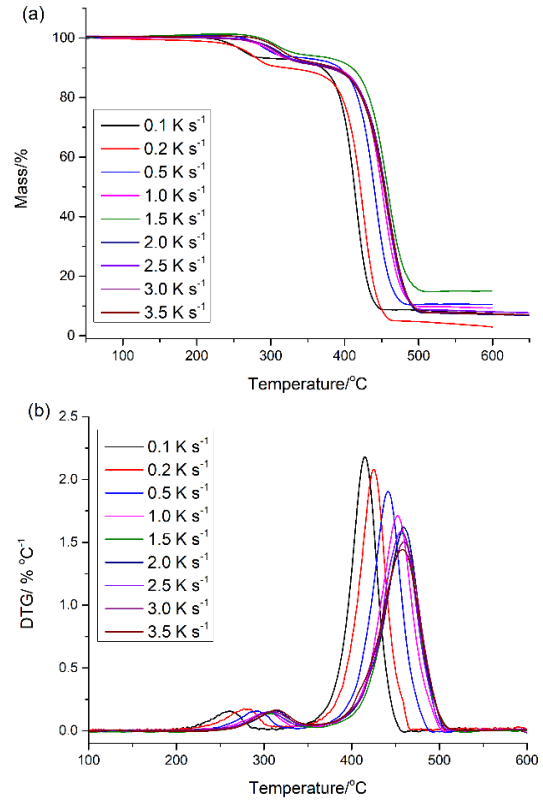 (a)
100
80
60
40
20
0
Mass/%
0.1 K s⁻¹
0.2 K s⁻¹
0.5 K s⁻¹
1.0 K s⁻¹
1.5 K s⁻¹
2.0 K s⁻¹
2.5 K s⁻¹
3.0 K s⁻¹
3.5 K s⁻¹
100 200 300 400 500 600
Temperature/°C
(b)
2.5
2.0
1.5
1.0
0.5
0.0
DTG/ % °C⁻¹
0.1 K s⁻¹
0.2 K s⁻¹
0.5 K s⁻¹
1.0 K s⁻¹
1.5 K s⁻¹
2.0 K s⁻¹
2.5 K s⁻¹
3.0 K s⁻¹
3.5 K s⁻¹
100 200 300 400 500 600
Temperature/°C